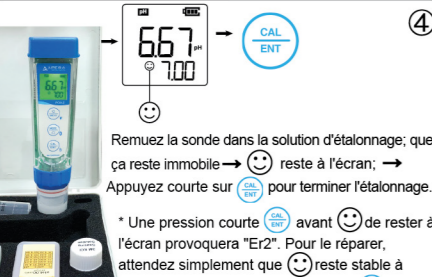 ④
pH
6.67 pH
7.00
CAL
ENT
Remuez la sonde dans la solution d'étalonnage; que
ça reste immobile → reste à l'écran; →
Appuyez courte sur CAL ENT pour terminer l'étalonnage.
* Une pression courte CAL ENT avant de rester à
l'écran provoquera "Er2". Pour le réparer,
attendez simplement que reste stable à